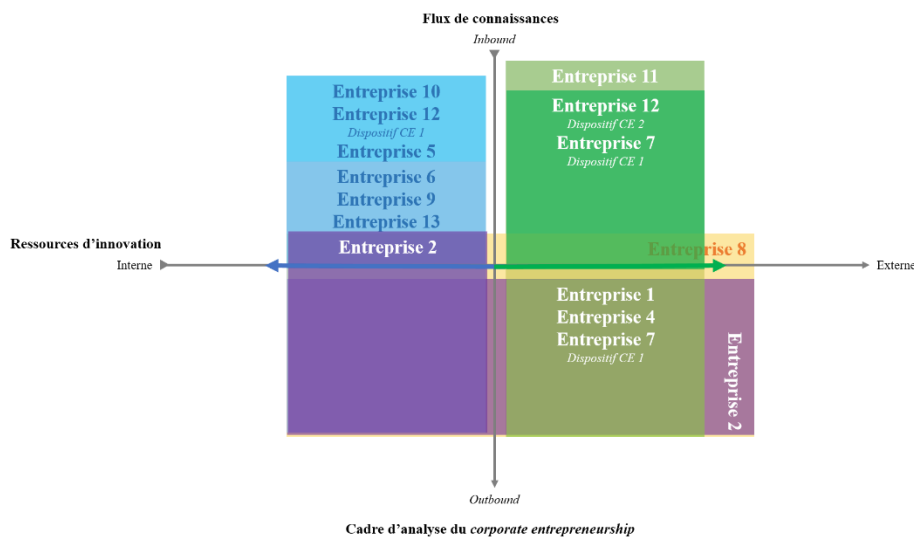 Flux de connaissances
Inbound
Entreprise 10
Entreprise 12
Dispositif CE 1
Entreprise 5
Entreprise 6
Entreprise 9
Entreprise 13
Entreprise 2
Entreprise 11
Entreprise 12
Dispositif CE 2
Entreprise 7
Dispositif CE 1
Entreprise 8
Ressources d’innovation
Interne
Externe
Entreprise 1
Entreprise 4
Entreprise 7
Dispositif CE 1
Entreprise 2
Outbound
Cadre d’analyse du corporate entrepreneurship